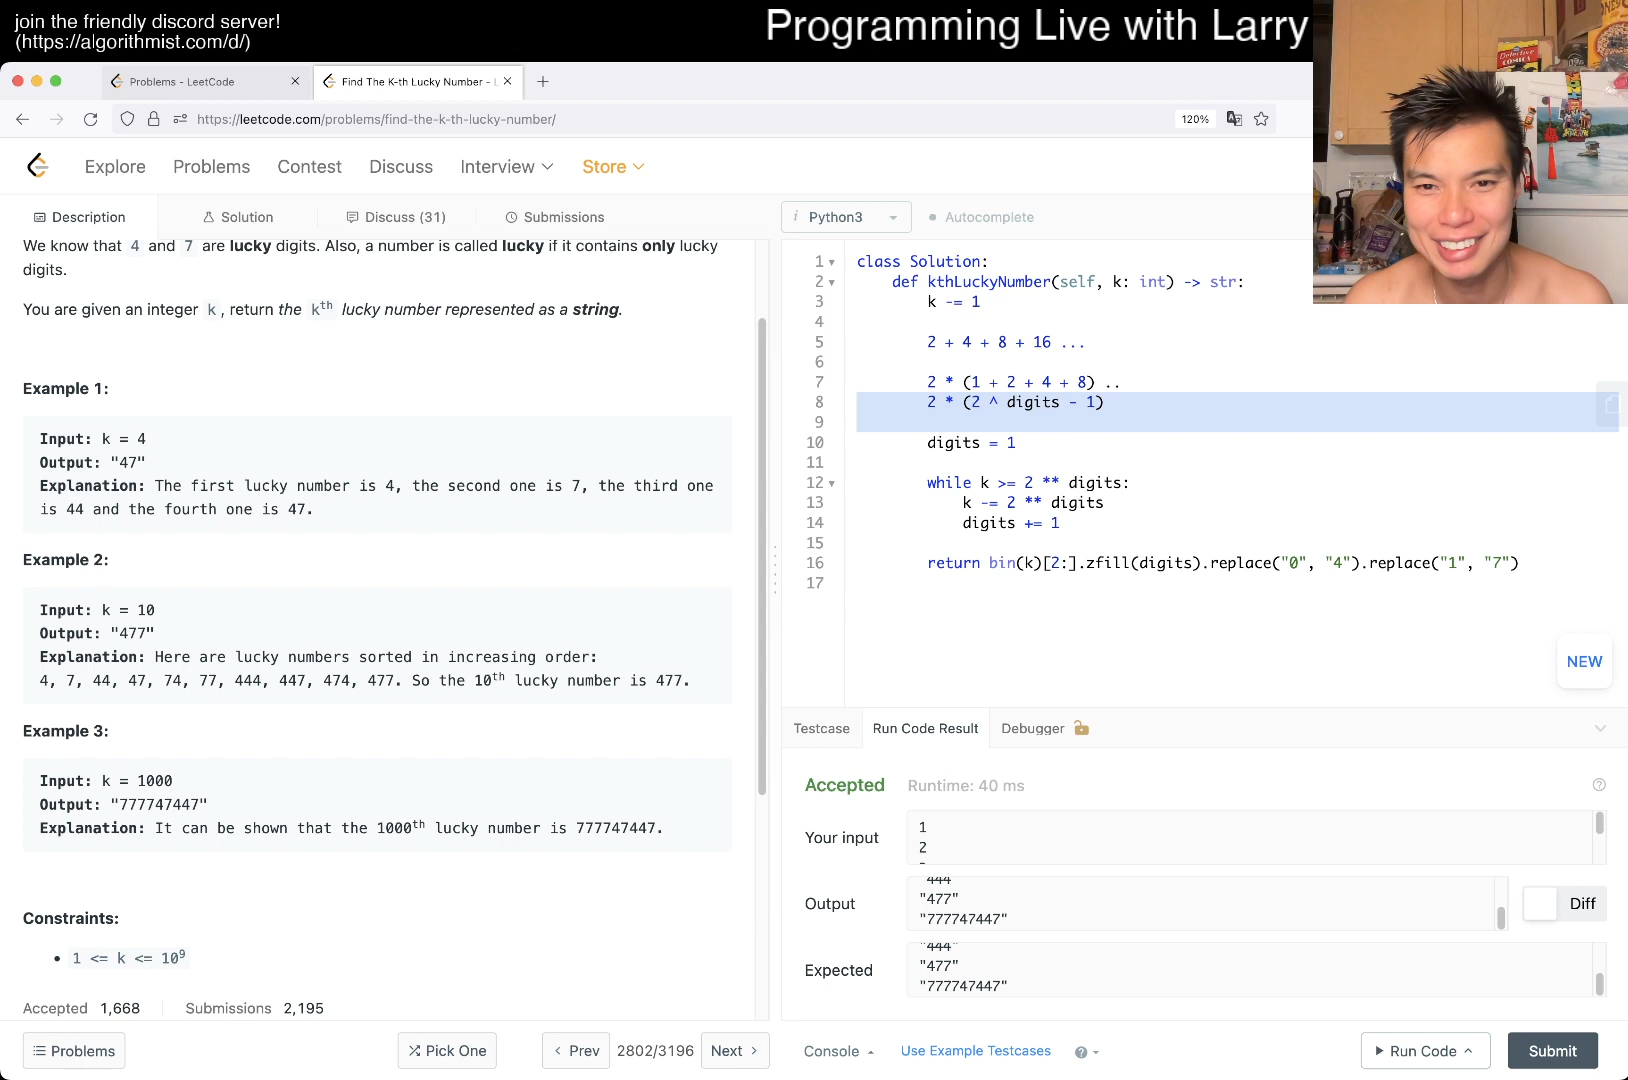 join the friendly discord server!
(https://algorithmist.com/d/)
Programming Live with Larry
Problems - LeetCode
Find The K-th Lucky Number -
https://leetcode.com/problems/find-the-k-th-lucky-number/
120%
Explore Problems Contest Discuss Interview Store
Description Solution Discuss (31) Submissions
We know that 4 and 7 are lucky digits. Also, a number is called lucky if it contains only lucky
digits.
You are given an integer k, return the kth lucky number represented as a string.
Example 1:
Input: k = 4
Output: "47"
Explanation: The first lucky number is 4, the second one is 7, the third one
is 44 and the fourth one is 47.
Example 2:
Input: k = 10
Output: "477"
Explanation: Here are lucky numbers sorted in increasing order:
4, 7, 44, 47, 74, 77, 444, 447, 474, 477. So the 10th lucky number is 477.
Example 3:
Input: k = 1000
Output: "777747447"
Explanation: It can be shown that the 1000th lucky number is 777747447.
Constraints:
• 1 <= k <= 10^9
Accepted 1,668 Submissions 2,195
Problems Pick One Prev 2802/3196 Next
i Python3 Autocomplete
1 class Solution:
2 def kthLuckyNumber(self, k: int) -> str:
3 k -= 1
4
5 2 + 4 + 8 + 16 ...
6
7 2 * (1 + 2 + 4 + 8) ..
8 2 * (2 ^ digits - 1)
9
10 digits = 1
11
12 while k >= 2 ** digits:
13 k -= 2 ** digits
14 digits += 1
15
16 return bin(k)[2:].zfill(digits).replace("0", "4").replace("1", "7")
17
NEW
Testcase Run Code Result Debugger
Accepted Runtime: 40 ms
Your input
1
2
Output
"444"
"477"
"777747447"
Diff
Expected
"444"
"477"
"777747447"
Console Use Example Testcases Run Code Submit